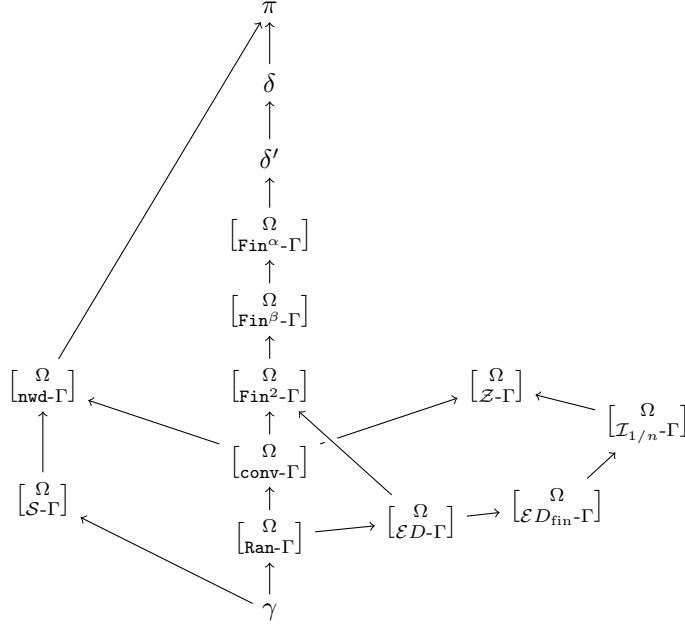 π
δ
δ′
[Ω Fin^α-Γ]
[Ω Fin^β-Γ]
[Ω nwd-Γ] [Ω Fin²-Γ] [Ω 𝒵-Γ]
[Ω ℐ_{1/n}-Γ]
[Ω conv-Γ]
[Ω 𝒮-Γ] [Ω ℰD-Γ] [Ω ℰD_fin-Γ]
[Ω Ran-Γ]
γ